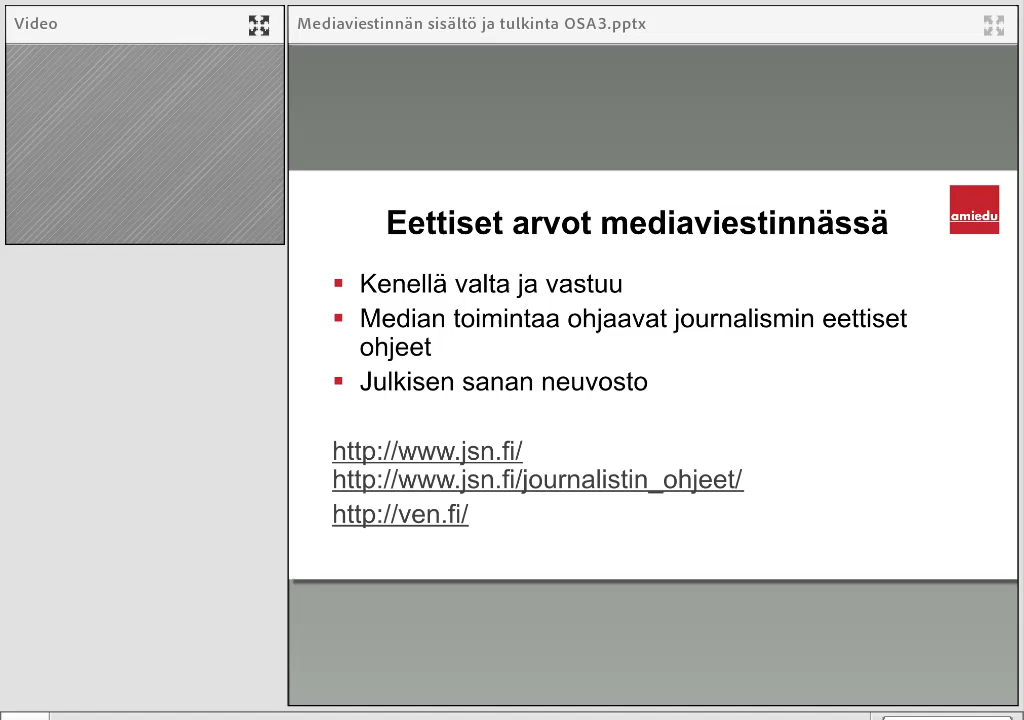 Video
Mediaviestinnän sisältö ja tulkinta OSA3.pptx
amiedu
Eettiset arvot mediaviestinnässä
Kenellä valta ja vastuu
Median toimintaa ohjaavat journalismin eettiset
ohjeet
Julkisen sanan neuvosto
http://www.jsn.fi/
http://www.jsn.fi/journalistin_ohjeet/
http://ven.fi/